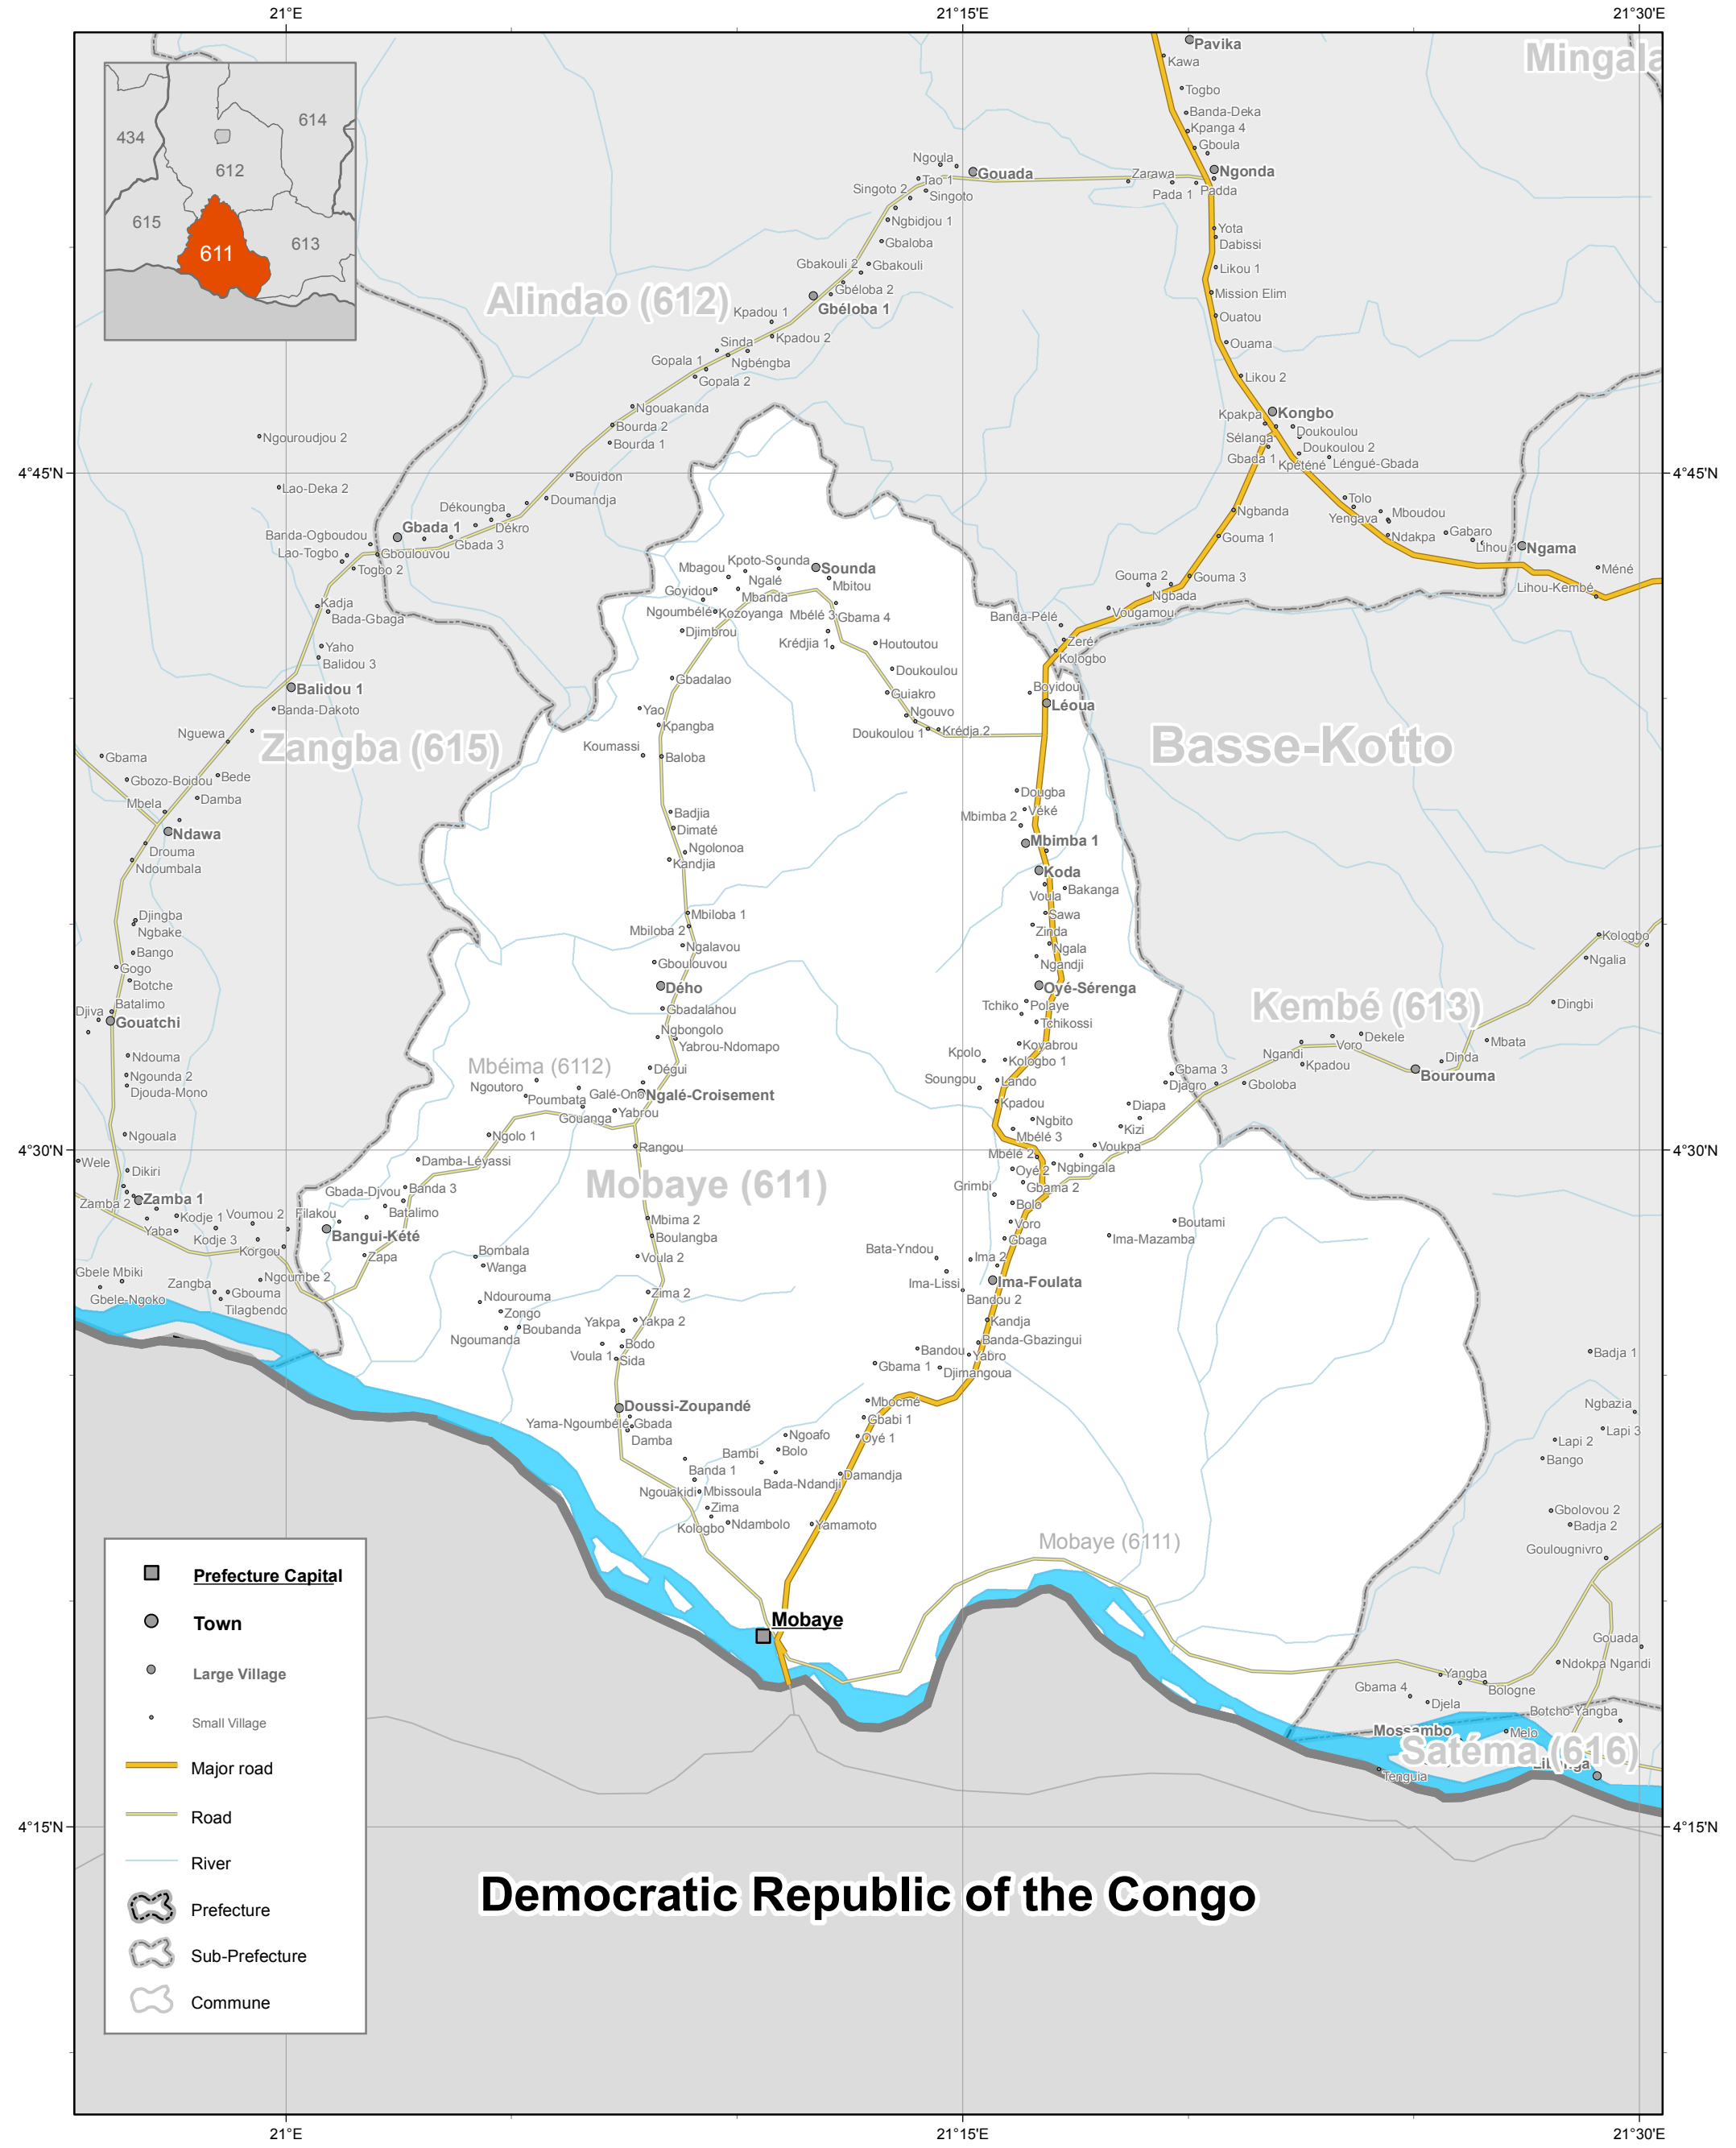 21°E
21°15'E
21°30'E
Pavika
Kawa
Mingala
Togbo
Banda-Deka
Kpanga 4
Gboula
434
614
612
615
611
613
Ngoula
Gouada
Tao 1
Singoto 2
Singoto
Zarawa
Ngonda
Pada 1
Padda
Ngbidjou 1
Yota
Gbaloba
Dabissi
Gbakouli 2
Gbakouli
Likou 1
Gbéloba 2
Mission Elim
Alindao (612)
Gbéloba 1
Kpadou 1
Ouatou
Kpadou 2
Sinda
Ouama
Gopala 1
Ngbéngba
Gopala 2
Likou 2
Ngouakanda
Kpakpa
Kongbo
Bourda 2
Doukoulou
Ngouroudjou 2
Bourda 1
Sélanga
Doukoulou 2
Gbada 1
Kpéténé
Léngué-Gbada
4°45'N
4°45'N
Bouidon
Lao-Deka 2
Doumandja
Tolo
Dékoungba
Ngbanda
Yengava
Mboudou
Gbada 1
Dékro
Banda-Ogboudou
Gouma 1
Ndakpa
Gabaro
Lao-Togbo
Gboulouvou
Gbada 3
Lihou 1
Ngama
Togbo 2
Kpoto-Sounda
Mbagou
Sounda
Méné
Ngalé
Mbitou
Gouma 2
Gouma 3
Lihou-Kembé
Goyidou
Mbanda
Ngbada
Kadja
Ngoumbélé
Kozoyanga
Mbélé 3
Gbama 4
Banda-Pélé
Vougamou
Bada-Gbaga
Djimbrou
Krédjia 1
Houtoutou
Zeré
Yaho
Kologbo
Balidou 3
Gbadalao
Doukoulou
Balidou 1
Guiakro
Boyidou
Banda-Dakoto
Yao
Ngouvo
Léoua
Nguewa
Kpangba
Doukoulou 1
Krédja 2
Zangba (615)
Koumassi
Baloba
Basse-Kotto
Gbama
Gbozo-Boidou
Bede
Mbela
Damba
Dougba
Ndawa
Badjia
Mbimba 2
Véké
Dimaté
Mbimba 1
Drouma
Ngolonoa
Ndoumbala
Kandjia
Koda
Voula
Bakanga
Djingba
Mbiloba 1
Sawa
Ngbake
Mbiloba 2
Zinda
Kologbo
Bango
Ngalavou
Ngala
Gogo
Gboulouvou
Ngandji
Ngalia
Botche
Dého
Oyé-Sérenga
Batalimo
Gbadalahou
Tchiko
Polaye
Kembé (613)
Dingbi
Djiva
Gouatchi
Tchikossi
Ngbongolo
Yabrou-Ndomapo
Koyabrou
Dekele
Ndouma
Kpolo
Kologbo 1
Ngandi
Voro
Mbata
Mbéima (6112)
Dégui
Kpadou
Dinda
Ngounda 2
Soungou
Lando
Gbama 3
Bourouma
Djouda-Mono
Ngoutoro
Galé-Ono
Ngalé-Croisement
Djagro
Gboloba
Poumbata
Kpadou
Diapa
Gouanga
Yabrou
Ngbito
Ngouala
Ngolo 1
Mbélé 3
Kizi
Rangou
Voukpa
4°30'N
4°30'N
Wele
Damba-Léyassi
Mbélé 2
Ngbingala
Dikiri
Oyé 2
Gbada-Djvou
Banda 3
Mobaye (611)
Grimbi
Gbama 2
Zamba 2
Zamba 1
Batalimo
Bolo
Kodje 1
Voumou 2
Filakou
Mbima 2
Voro
Boutami
Yaba
Bangui-Kété
Boulangba
Gbaga
Ima-Mazamba
Kodje 3
Korgou
Zapa
Bombala
Voula 2
Bata-Yndou
Ima 2
Wanga
Gbele Mbiki
Zangba
Ngoumbe 2
Ima-Lissi
Ima-Foulata
Gbele-Ngoko
Gbouma
Ndourouma
Zima 2
Bandou 2
Tilagbendo
Zongo
Yakpa
Yakpa 2
Kandja
Boubanda
Ngoumanda
Bodo
Banda-Gbazingui
Voula 1
Sida
Bandou
Yabro
Badja 1
Gbama 1
Djimangoua
Doussi-Zoupandé
Mbocmé
Ngbazia
Yama-Ngoumbélé
Gbada
Gbabi 1
Lapi 3
Damba
Ngoafo
Oyé 1
Lapi 2
Bambi
Bolo
Bango
Banda 1
Damandja
Bada-Ndandji
Ngouakidi
Mbissoula
Zima
Gbolovou 2
Kologbo
Ndambolo
Yamamoto
Badja 2
Mobaye (6111)
Goulougnivro
Prefecture Capital
Town
Large Village
Small Village
Major road
Road
River
Prefecture
Sub-Prefecture
Commune
Mobaye
Gouada
Ndokpa Ngandi
Yangba
Gbama 4
Bologne
Djela
Botcho-Yangba
Mossambo
Melo
Satéma (616)
Tenguia
4°15'N
4°15'N
Democratic Republic of the Congo
21°E
21°15'E
21°30'E